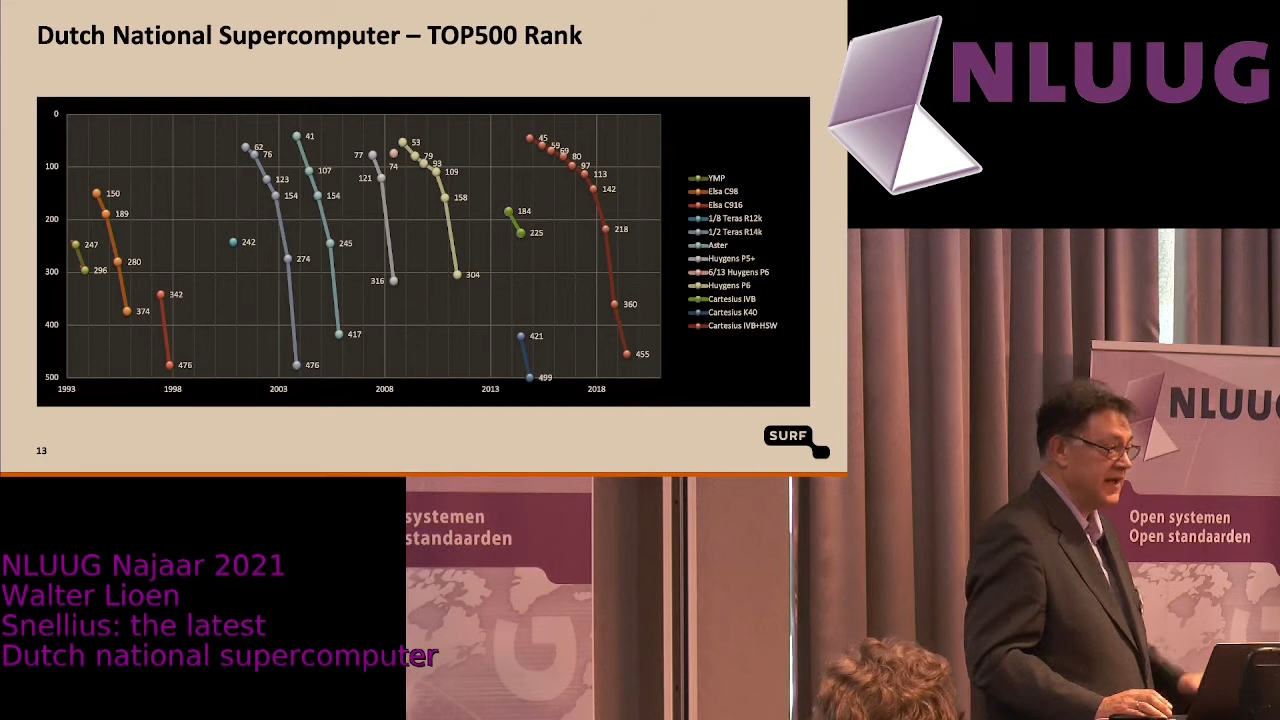 Dutch National Supercomputer – TOP500 Rank
NLUUG
0
100
200
300
400
500
1993
1998
2003
2008
2013
2018
247
296
150
189
280
374
342
476
242
62
76
123
154
274
476
41
107
154
245
417
77
121
316
74
53
79
93
109
158
304
184
225
421
499
45
59
69
80
97
113
142
218
360
455
YMP
Elsa C98
Elsa C916
1/8 Teras R12k
1/2 Teras R14k
Aster
Huygens P5+
6/13 Huygens P6
Huygens P6
Cartesius IVB
Cartesius K40
Cartesius IVB+HSW
13
SURF
NLUU
systemen
standaarden
Open systemen
Open standaarden
G
NLUUG Najaar 2021
Walter Lioen
Snellius: the latest
Dutch national supercomputer